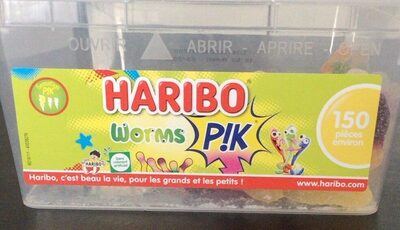 OUVRIR ABRIR - APRIRE - OPEN
PIK
HARIBO
Worms P!K
150
pièces
environ
HARIBO
Haribo, c'est beau la vie, pour les grands et les petits !
www.haribo.com